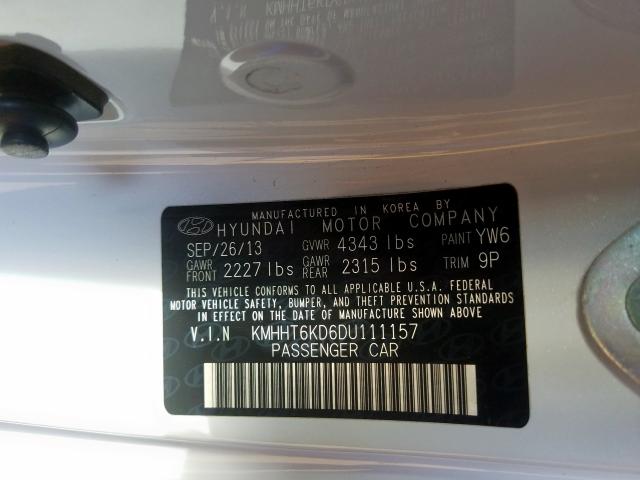 MANUFACTURED IN KOREA BY
HYUNDAI MOTOR COMPANY
SEP/26/13 GVWR 4343 lbs PAINT YW6
GAWR FRONT 2227 lbs GAWR REAR 2315 lbs TRIM 9P
THIS VEHICLE CONFORMS TO ALL APPLICABLE U.S.A. FEDERAL
MOTOR VEHICLE SAFETY, BUMPER, AND THEFT PREVENTION STANDARDS
IN EFFECT ON THE DATE OF MANUFACTURE SHOWN ABOVE
V.I.N KMHHT6KD6DU111157
PASSENGER CAR